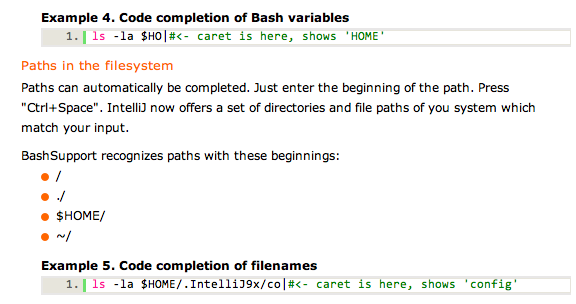 Example 4. Code completion of Bash variables
1. ls -la $HO|#<- caret is here, shows 'HOME'
Paths in the filesystem
Paths can automatically be completed. Just enter the beginning of the path. Press
"Ctrl+Space". IntelliJ now offers a set of directories and file paths of you system which
match your input.
BashSupport recognizes paths with these beginnings:
/
./
$HOME/
~/
Example 5. Code completion of filenames
1. ls -la $HOME/.IntelliJ9x/co|#<- caret is here, shows 'config'